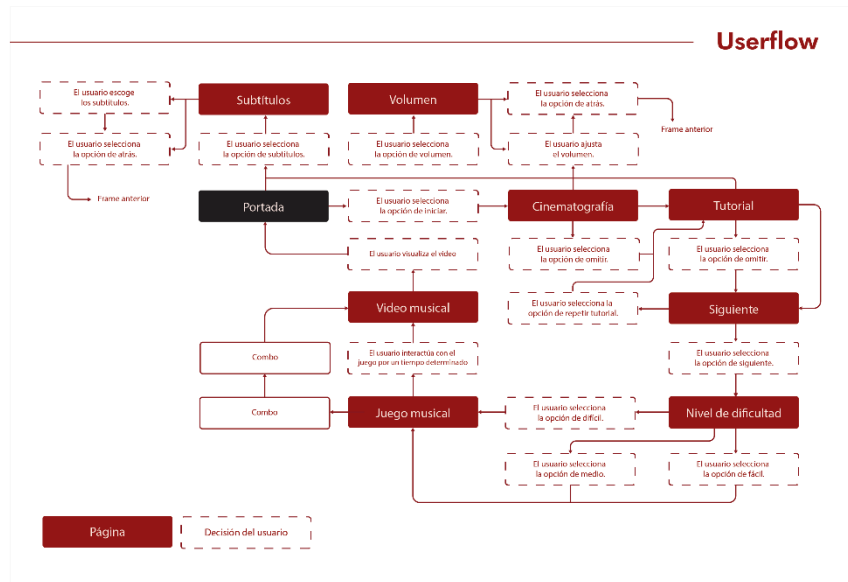 Userflow
El usuario escoge
los subtítulos.
Subtítulos
Volumen
El usuario selecciona
la opción de atrás.
Frame anterior
El usuario selecciona
la opción de atrás.
El usuario selecciona
la opción de subtítulos.
El usuario selecciona
la opción de volumen.
El usuario ajusta
el volumen.
Frame anterior
Portada
El usuario selecciona
la opción de iniciar.
Cinematografía
Tutorial
El usuario visualiza el video
El usuario selecciona
la opción de omitir.
El usuario selecciona
la opción de omitir.
Video musical
El usuario selecciona la
opción de repetir tutorial.
Siguiente
Combo
El usuario interactúa con el
juego por un tiempo determinado
El usuario selecciona
la opción de siguiente.
Combo
Juego musical
El usuario selecciona
la opción de difícil.
Nivel de dificultad
El usuario selecciona
la opción de medio.
El usuario selecciona
la opción de fácil.
Página
Decisión del usuario